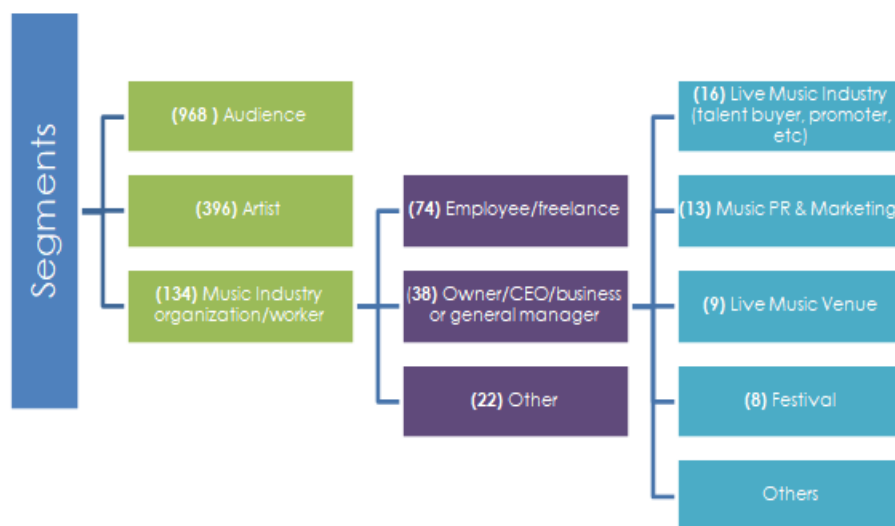 Segments
(968 ) Audience
(396) Artist
(134) Music Industry
organization/worker
(74) Employee/freelance
(38) Owner/CEO/business
or general manager
(22) Other
(16) Live Music Industry
(talent buyer, promoter,
etc)
(13) Music PR & Marketing
(9) Live Music Venue
(8) Festival
Others